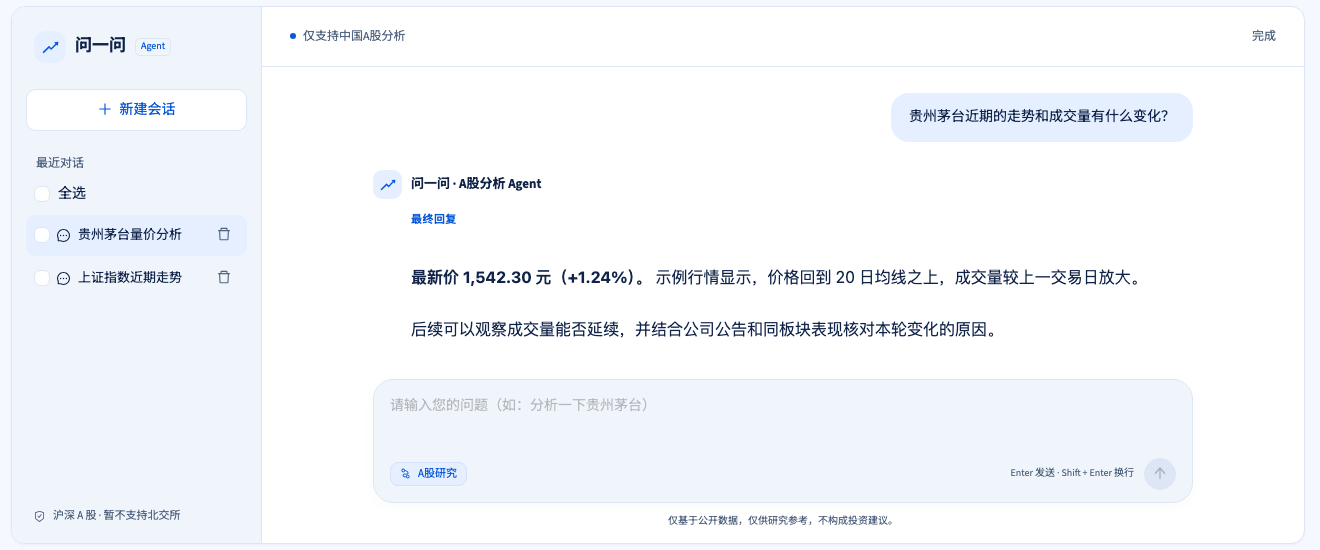 问一问 Agent
仅支持中国A股分析
完成
新建会话
最近对话
全选
贵州茅台量价分析
上证指数近期走势
沪深 A 股 · 暂不支持北交所
贵州茅台近期的走势和成交量有什么变化？
问一问 · A股分析 Agent
最终回复
最新价 1,542.30 元（+1.24%）。 示例行情显示，价格回到 20 日均线之上，成交量较上一交易日放大。
后续可以观察成交量能否延续，并结合公司公告和同板块表现核对本轮变化的原因。
请输入您的问题（如：分析一下贵州茅台）
A股研究
Enter 发送 · Shift + Enter 换行
仅基于公开数据，仅供研究参考，不构成投资建议。